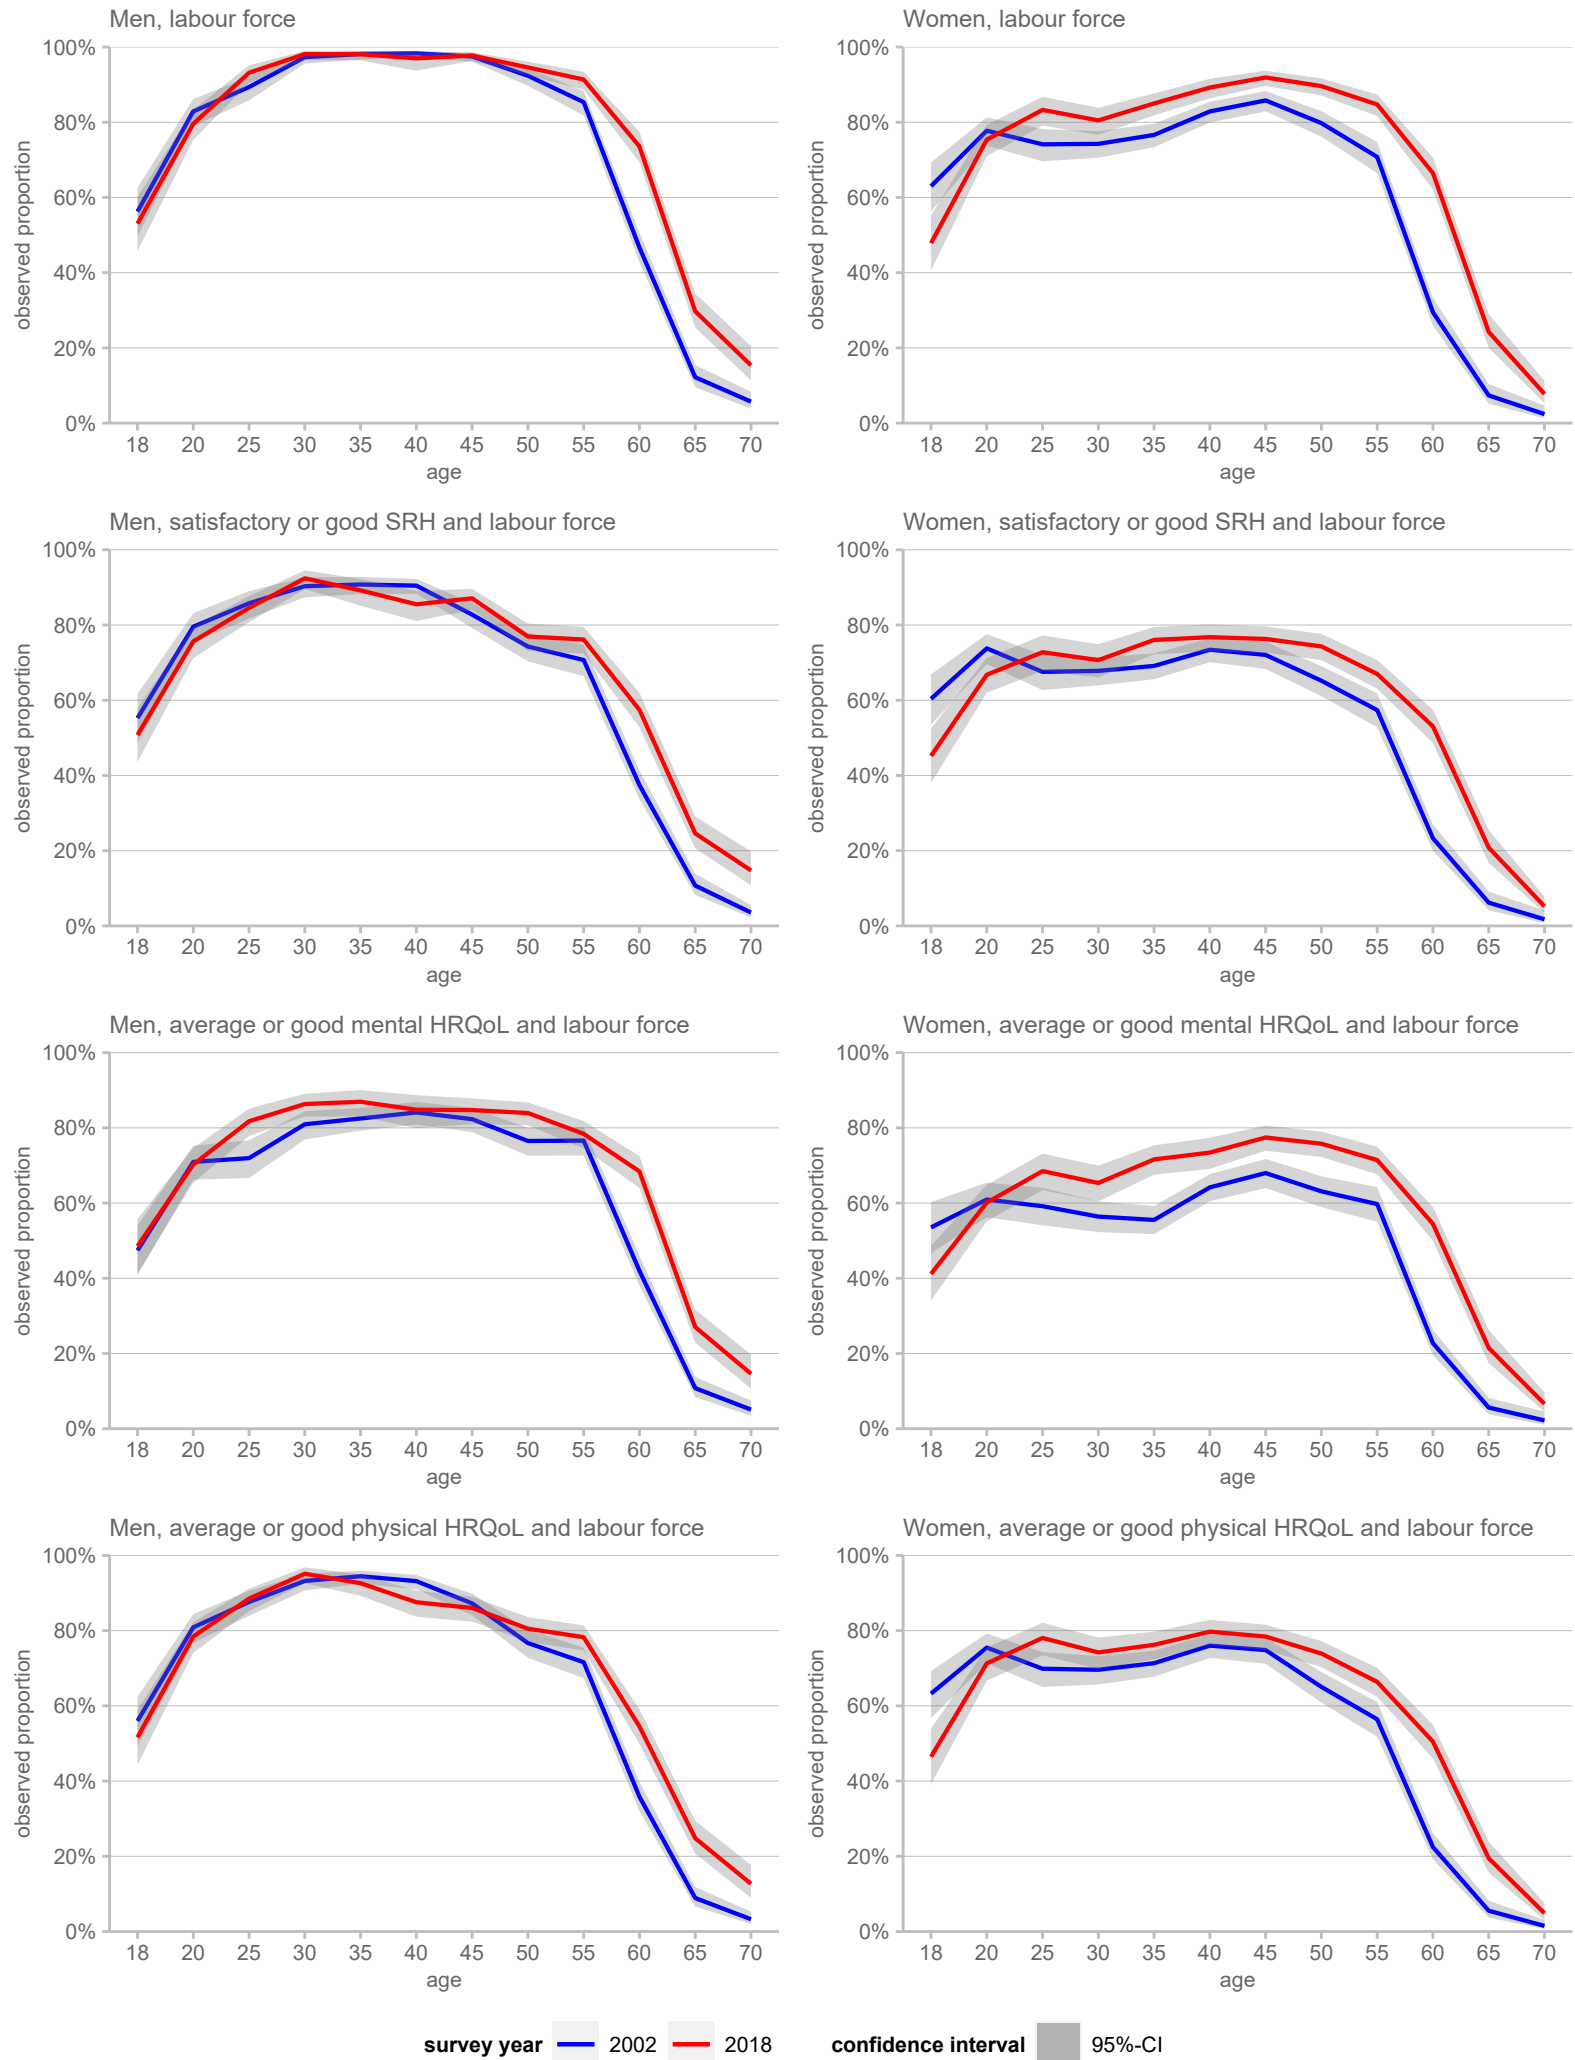 Men, labour force
100%
80%
60%
40%
20%
0%
observed proportion
18 20 25 30 35 40 45 50 55 60 65 70
age
Women, labour force
100%
80%
60%
40%
20%
0%
observed proportion
18 20 25 30 35 40 45 50 55 60 65 70
age
Men, satisfactory or good SRH and labour force
100%
80%
60%
40%
20%
0%
observed proportion
18 20 25 30 35 40 45 50 55 60 65 70
age
Women, satisfactory or good SRH and labour force
100%
80%
60%
40%
20%
0%
observed proportion
18 20 25 30 35 40 45 50 55 60 65 70
age
Men, average or good mental HRQoL and labour force
100%
80%
60%
40%
20%
0%
observed proportion
18 20 25 30 35 40 45 50 55 60 65 70
age
Women, average or good mental HRQoL and labour force
100%
80%
60%
40%
20%
0%
observed proportion
18 20 25 30 35 40 45 50 55 60 65 70
age
Men, average or good physical HRQoL and labour force
100%
80%
60%
40%
20%
0%
observed proportion
18 20 25 30 35 40 45 50 55 60 65 70
age
Women, average or good physical HRQoL and labour force
100%
80%
60%
40%
20%
0%
observed proportion
18 20 25 30 35 40 45 50 55 60 65 70
age
survey year 2002 2018 confidence interval 95%-CI